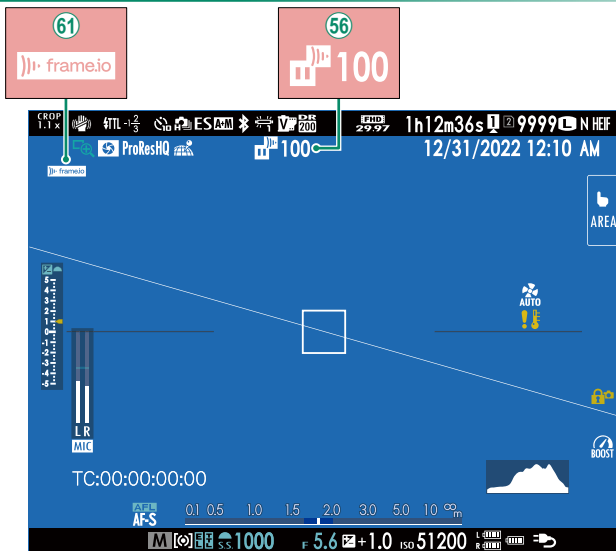 61
frame.io
56
100
CROP 1.1x TTL -1 2/3 ES AM V DR 200 FHD 29.97 1h12m36s 1 2 9999 L N HEIF
ProResHQ 100 12/31/2022 12:10 AM
frame.io
AREA
AUTO
5
4
3
2
1
0
-1
-2
-3
-4
-5
L R
MIC
BOOST
TC:00:00:00:00
AFL
AF-S
0.1 0.5 1.0 1.5 2.0 3.0 5.0 10 ∞ m
M S.S. 1000 F 5.6 +1.0 ISO 51200 L R